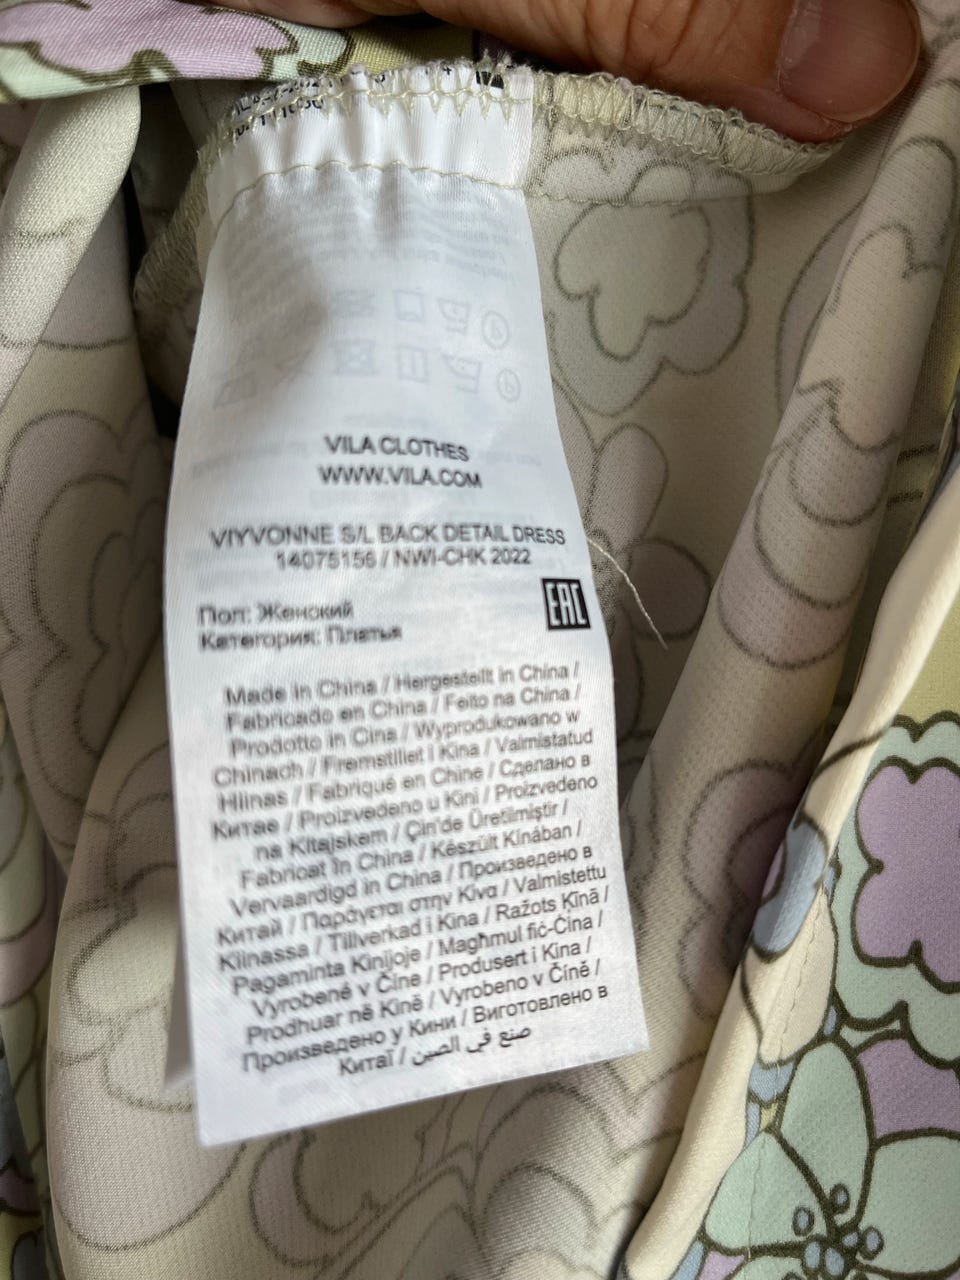 VILA CLOTHES
WWW.VILA.COM
VIYVONNE S/L BACK DETAIL DRESS
14075156 / NWI-CHK 2022
EAC
Пол: Женский
Категория: Платья
Made in China / Hergestellt in China /
Fabricado en China / Feito na China /
Prodotto in Cina / Wyprodukowano w
Chinach / Fremstillet i Kina / Valmistatud
Hiinas / Fabriqué en Chine / Сделано в
Китае / Proizvedeno u Kini / Proizvedeno
na Kitajskem / Çin'de Üretilmiştir /
Fabricat în China / Készült Kínában /
Vervaardigd in China / Произведено в
Китай / Παράγεται στην Κίνα / Valmistettu
Kiinassa / Tillverkad i Kina / Ražots Ķīnā /
Pagaminta Kinijoje / Magħmul fiċ-Ċina /
Vyrobené v Číne / Produsert i Kina /
Prodhuar në Kinë / Vyrobeno v Číně /
Произведено у Кини / Виготовлено в
Китаї / صنع في الصين